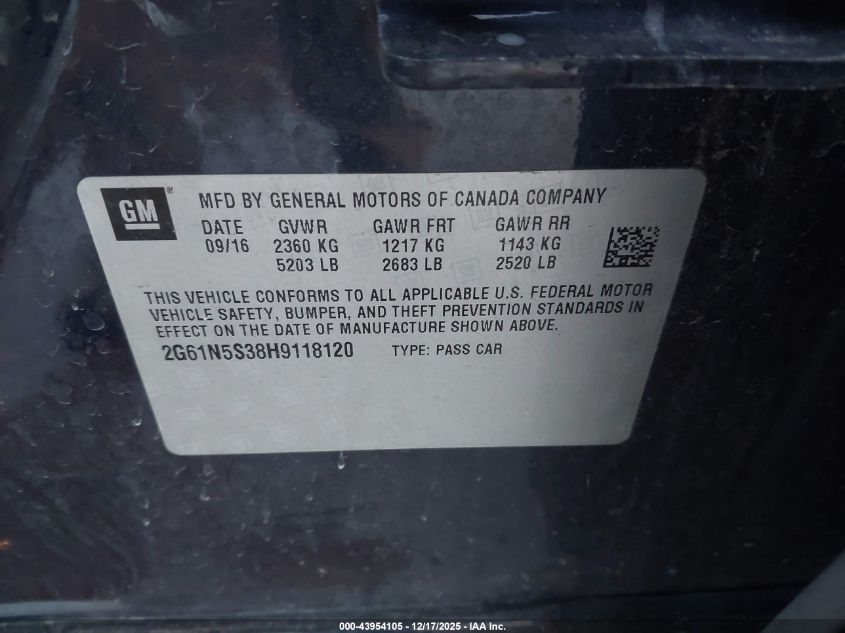 GM®
MFD BY GENERAL MOTORS OF CANADA COMPANY
DATE GVWR GAWR FRT GAWR RR
09/16 2360 KG 1217 KG 1143 KG
5203 LB 2683 LB 2520 LB
THIS VEHICLE CONFORMS TO ALL APPLICABLE U.S. FEDERAL MOTOR
VEHICLE SAFETY, BUMPER, AND THEFT PREVENTION STANDARDS IN
EFFECT ON THE DATE OF MANUFACTURE SHOWN ABOVE.
2G61N5S38H9118120 TYPE: PASS CAR
000-43954105 - 12/17/2025 - IAA Inc.